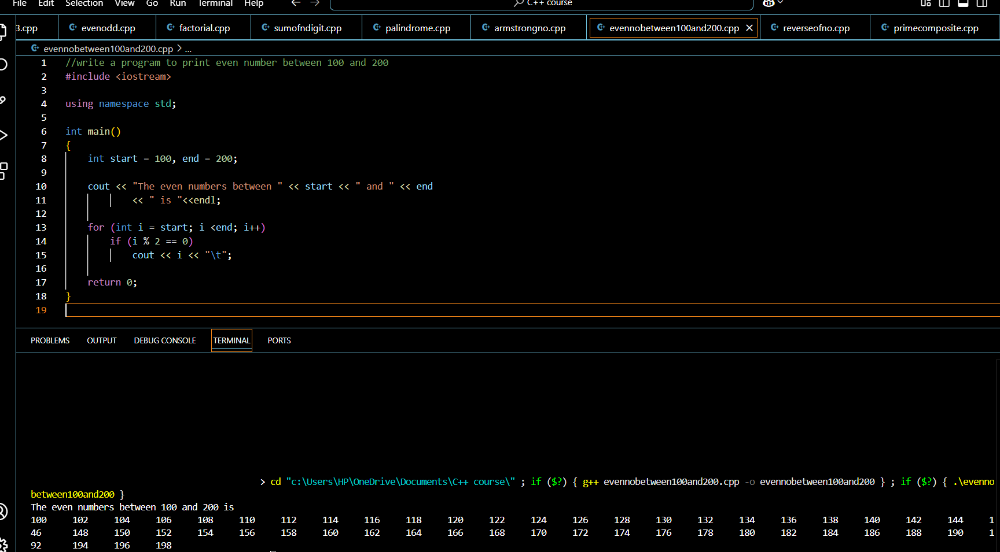 File Edit Selection View Go Run Terminal Help C++ course
3.cpp evenodd.cpp factorial.cpp sumofndigit.cpp palindrome.cpp armstrongno.cpp evennobetween100and200.cpp reverseofno.cpp primecomposite.cpp
evennobetween100and200.cpp > ...
1 //write a program to print even number between 100 and 200
2 #include <iostream>
3
4 using namespace std;
5
6 int main()
7 {
8 int start = 100, end = 200;
9
10 cout << "The even numbers between " << start << " and " << end
11 << " is "<<endl;
12
13 for (int i = start; i <end; i++)
14 if (i % 2 == 0)
15 cout << i << "\t";
16
17 return 0;
18 }
19
PROBLEMS OUTPUT DEBUG CONSOLE TERMINAL PORTS
> cd "c:\Users\HP\OneDrive\Documents\C++ course\" ; if ($?) { g++ evennobetween100and200.cpp -o evennobetween100and200 } ; if ($?) { .\evenno
between100and200 }
The even numbers between 100 and 200 is
100 102 104 106 108 110 112 114 116 118 120 122 124 126 128 130 132 134 136 138 140 142 144 1
46 148 150 152 154 156 158 160 162 164 166 168 170 172 174 176 178 180 182 184 186 188 190 1
92 194 196 198